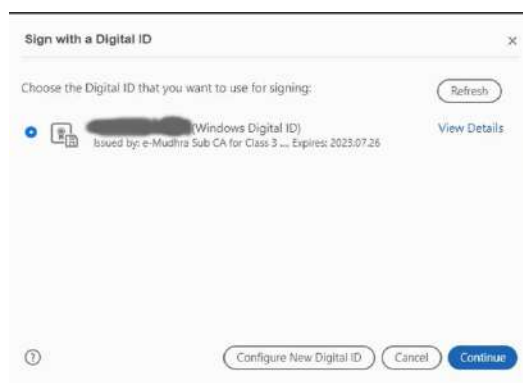 Sign with a Digital ID
Choose the Digital ID that you want to use for signing:
Refresh
(Windows Digital ID)
View Details
Issued by: e-Mudhra Sub CA for Class 3 ... Expires: 2023.07.26
Configure New Digital ID
Cancel
Continue